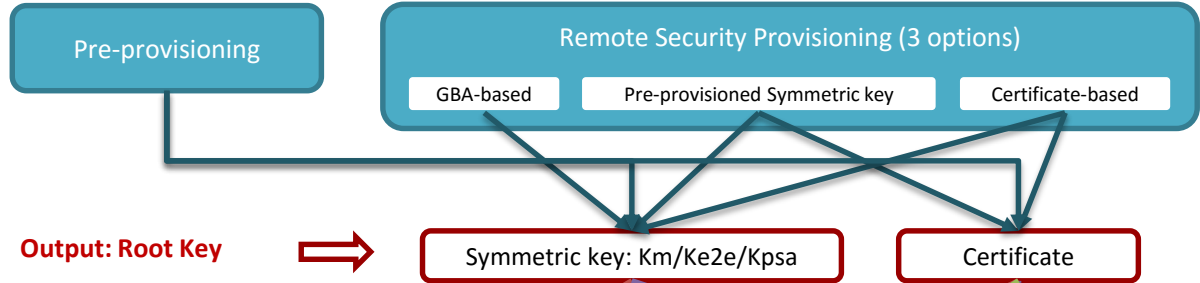 Pre-provisioning
Remote Security Provisioning (3 options)
GBA-based
Pre-provisioned Symmetric key
Certificate-based
Output: Root Key
Symmetric key: Km/Ke2e/Kpsa
Certificate